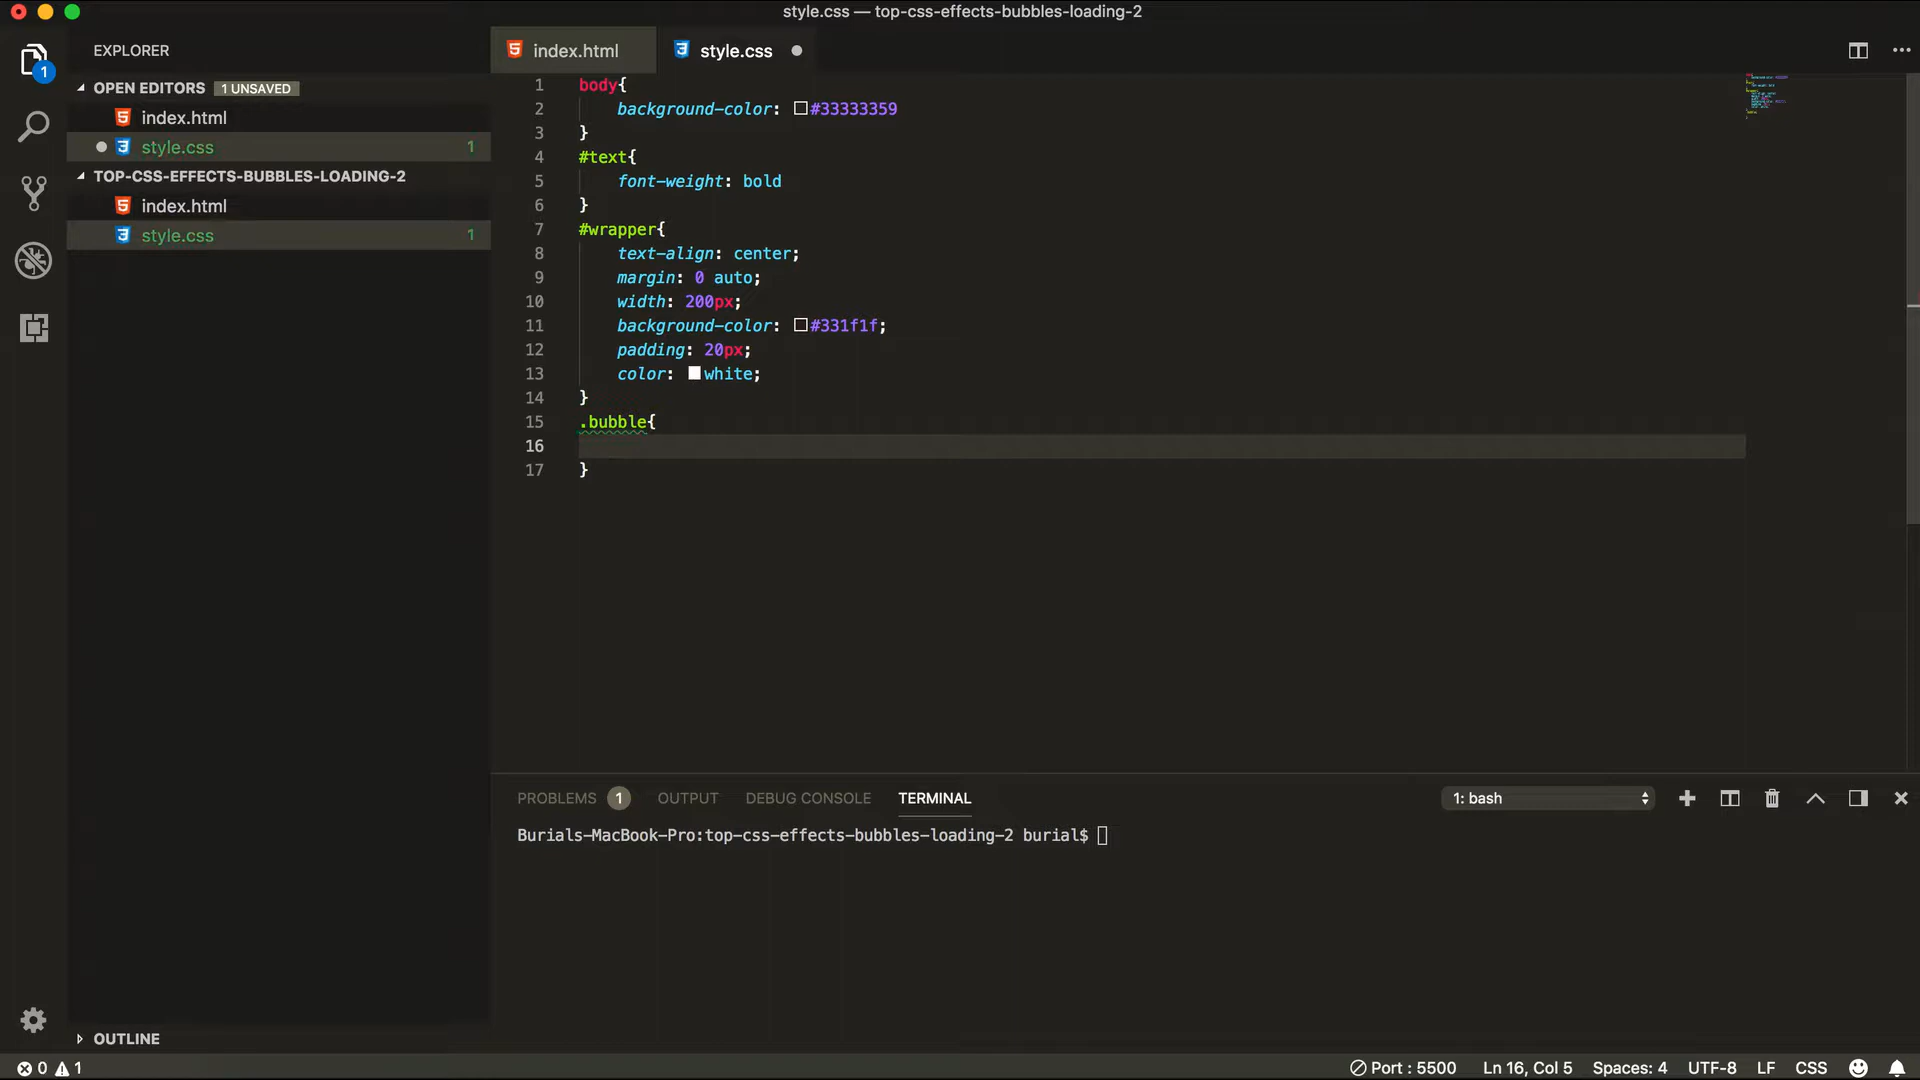 style.css — top-css-effects-bubbles-loading-2
EXPLORER
1
OPEN EDITORS 1 UNSAVED
index.html
style.css 1
TOP-CSS-EFFECTS-BUBBLES-LOADING-2
index.html
style.css 1
OUTLINE
index.html style.css
1 body{
2 background-color: #33333359
3 }
4 #text{
5 font-weight: bold
6 }
7 #wrapper{
8 text-align: center;
9 margin: 0 auto;
10 width: 200px;
11 background-color: #331f1f;
12 padding: 20px;
13 color: white;
14 }
15 .bubble{
16
17 }
PROBLEMS 1 OUTPUT DEBUG CONSOLE TERMINAL 1: bash
Burials-MacBook-Pro:top-css-effects-bubbles-loading-2 burial$
0 1 Port : 5500 Ln 16, Col 5 Spaces: 4 UTF-8 LF CSS